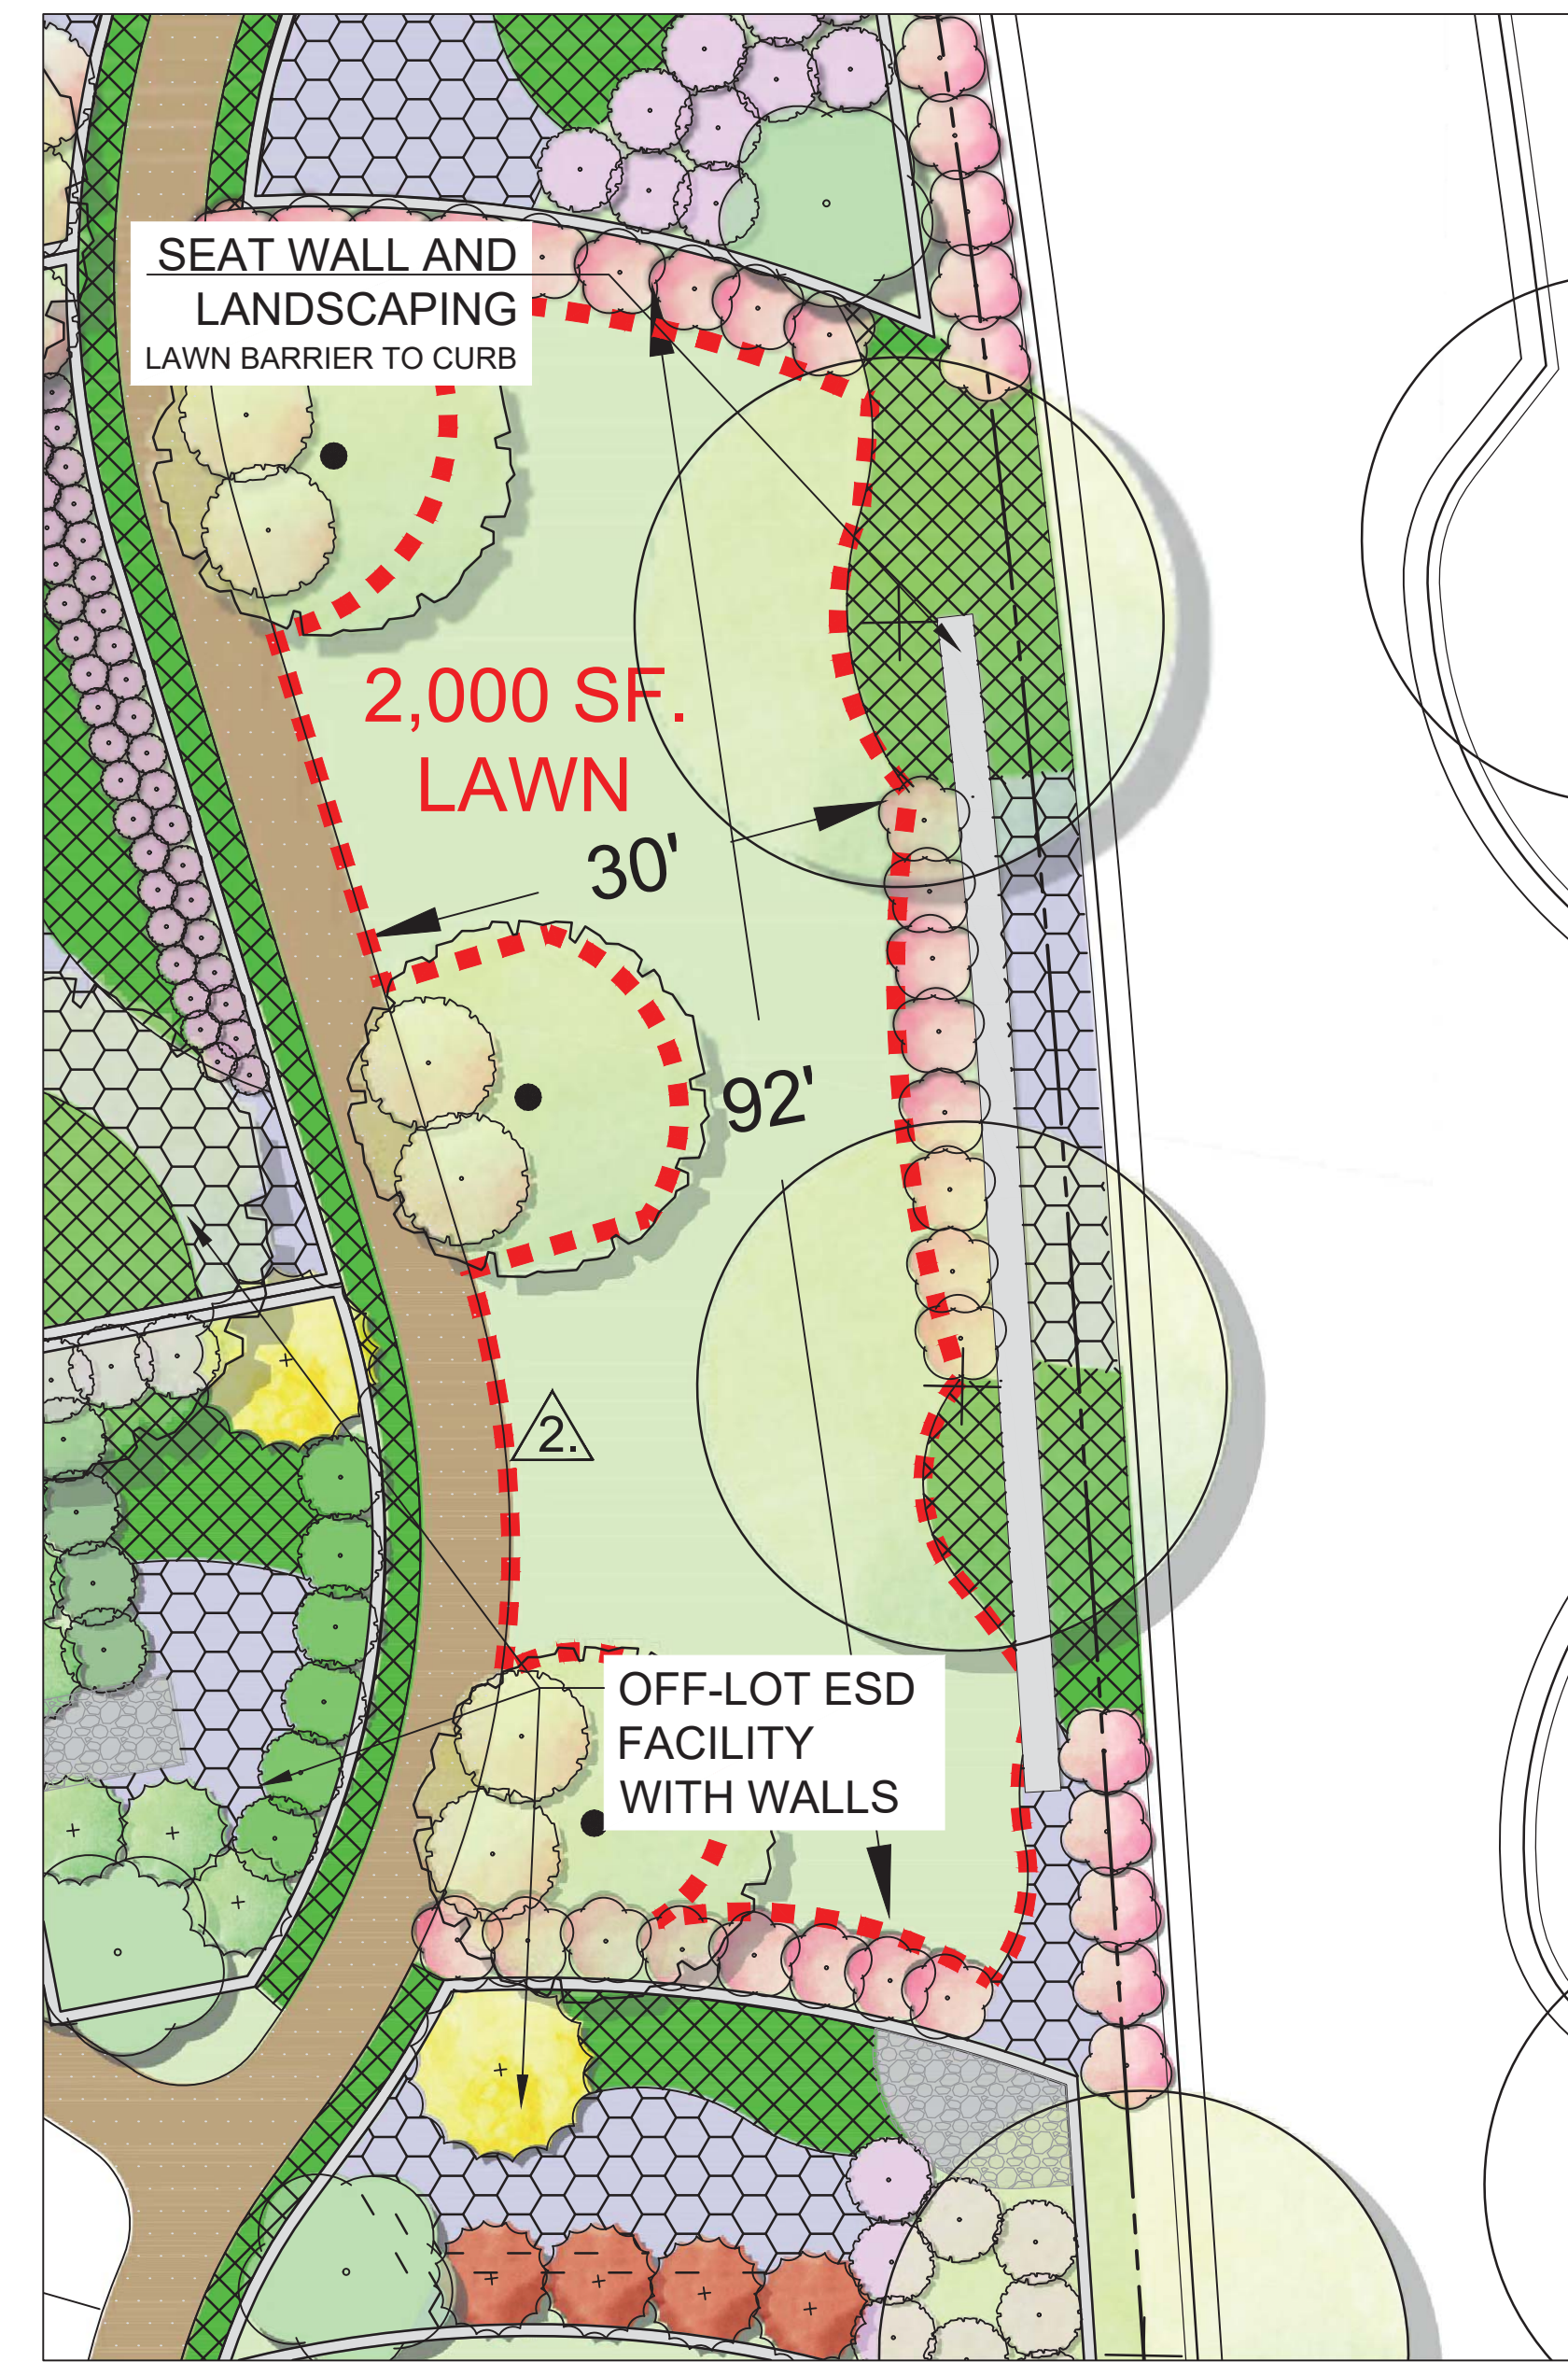 SEAT WALL AND
LANDSCAPING
LAWN BARRIER TO CURB
2,000 SF.
LAWN
30'
92'
2.
OFF-LOT ESD
FACILITY
WITH WALLS